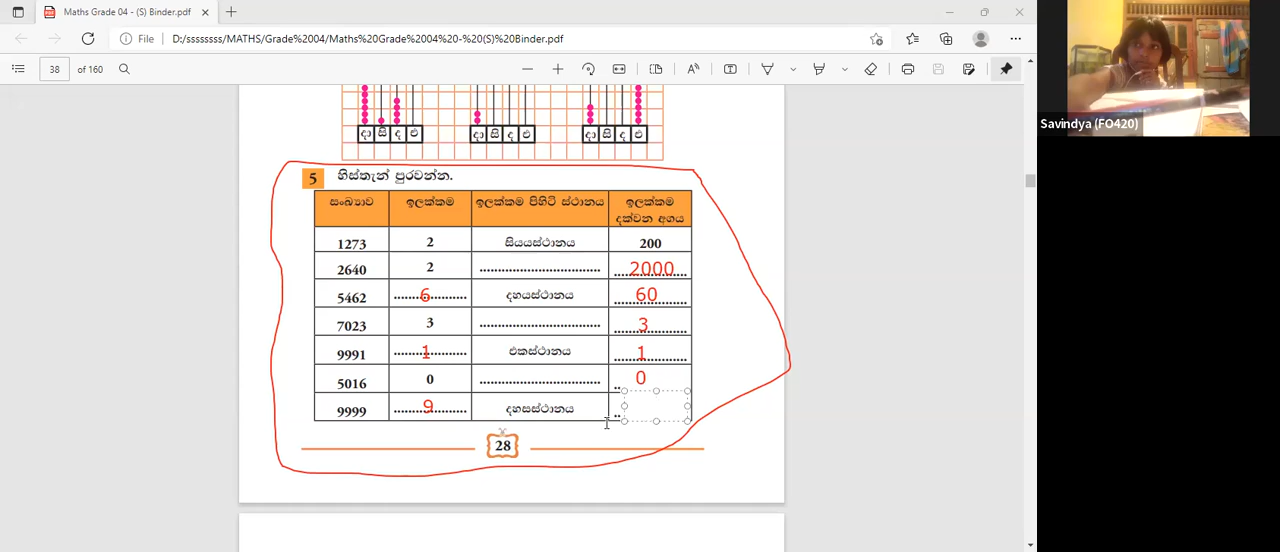 Maths Grade 04 - (S) Binder.pdf
File D:/ssssssss/MATHS/Grade%2004/Maths%20Grade%2004%20-%20(S)%20Binder.pdf
38 of 160
Savindya (FO420)
දා සි ද එ දා සි ද එ දා සි ද එ
5 හිස්තැන් පුරවන්න.
සංඛ්‍යාව ඉලක්කම ඉලක්කම පිහිටි ස්ථානය ඉලක්කම
දක්වන අගය
1273 2 සියයස්ථානය 200
2640 2 ................................. 2000
5462 6 දහයස්ථානය 60
7023 3 ................................. 3
9991 1 එකස්ථානය 1
5016 0 ................................. 0
9999 9 දහසස්ථානය ..
28